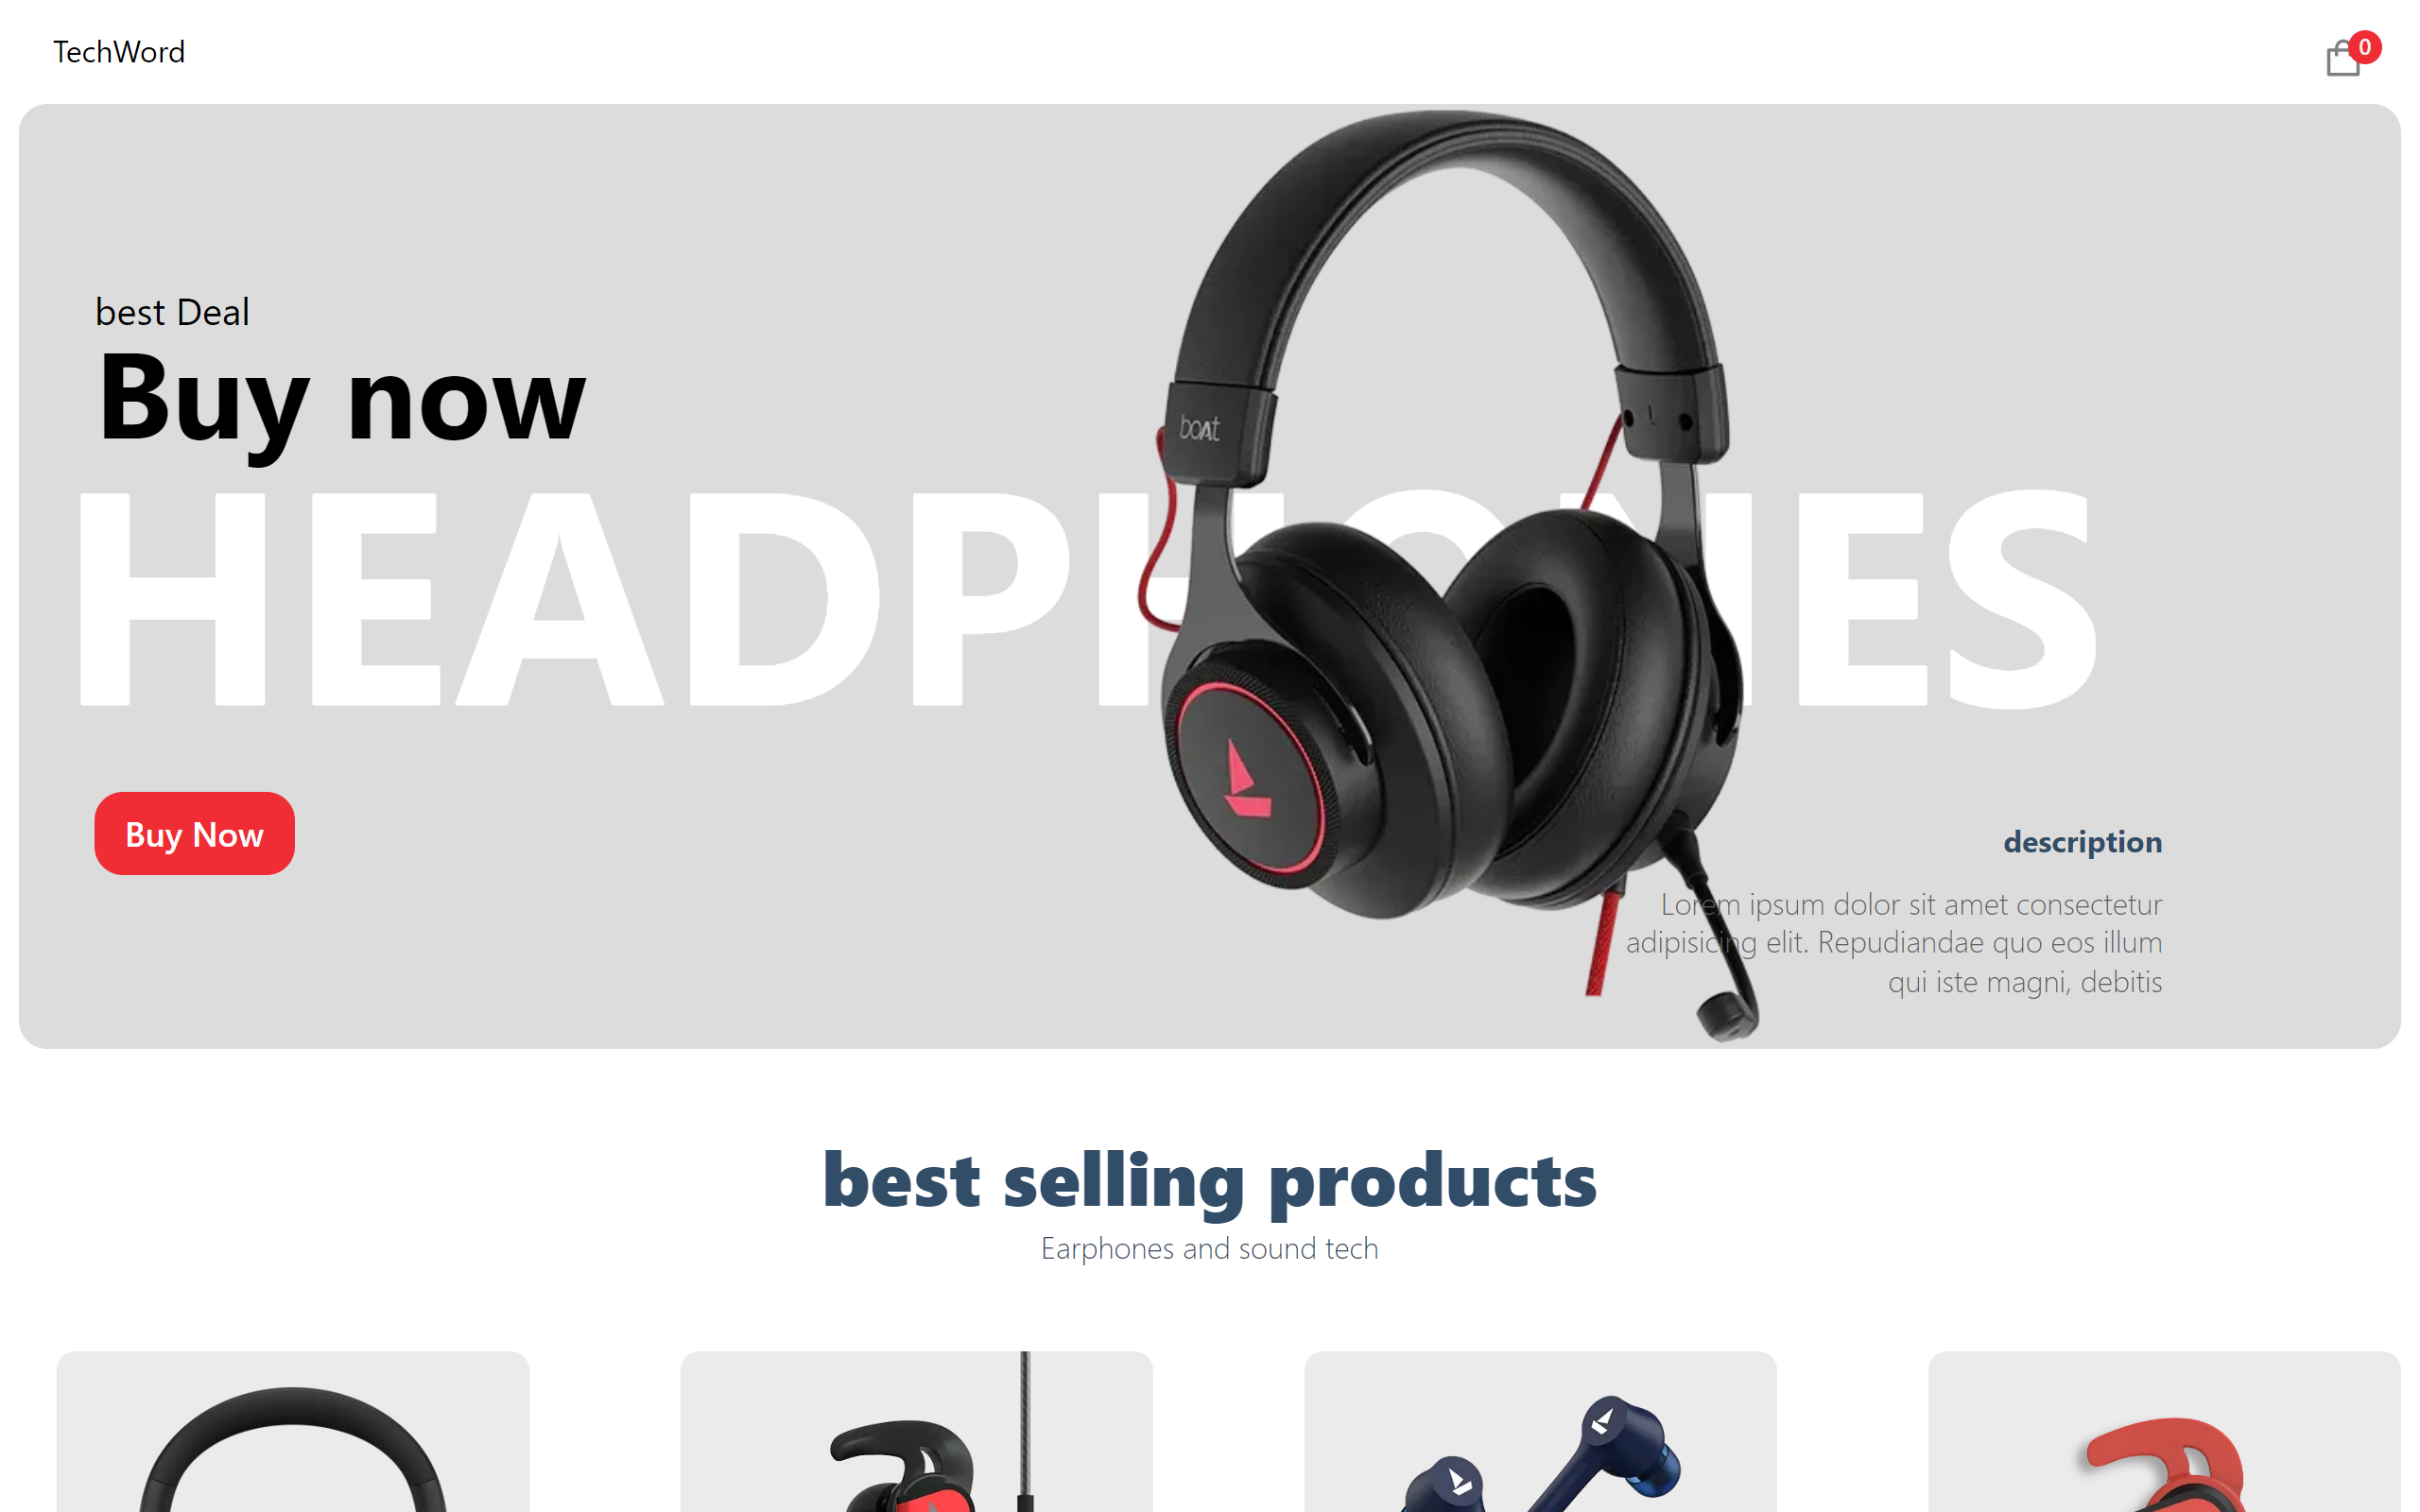 TechWord
0
best Deal
Buy now
boAt
L
HEADPHONES
Buy Now
description
Lorem ipsum dolor sit amet consectetur
adipisicing elit. Repudiandae quo eos illum
qui iste magni, debitis
best selling products
Earphones and sound tech